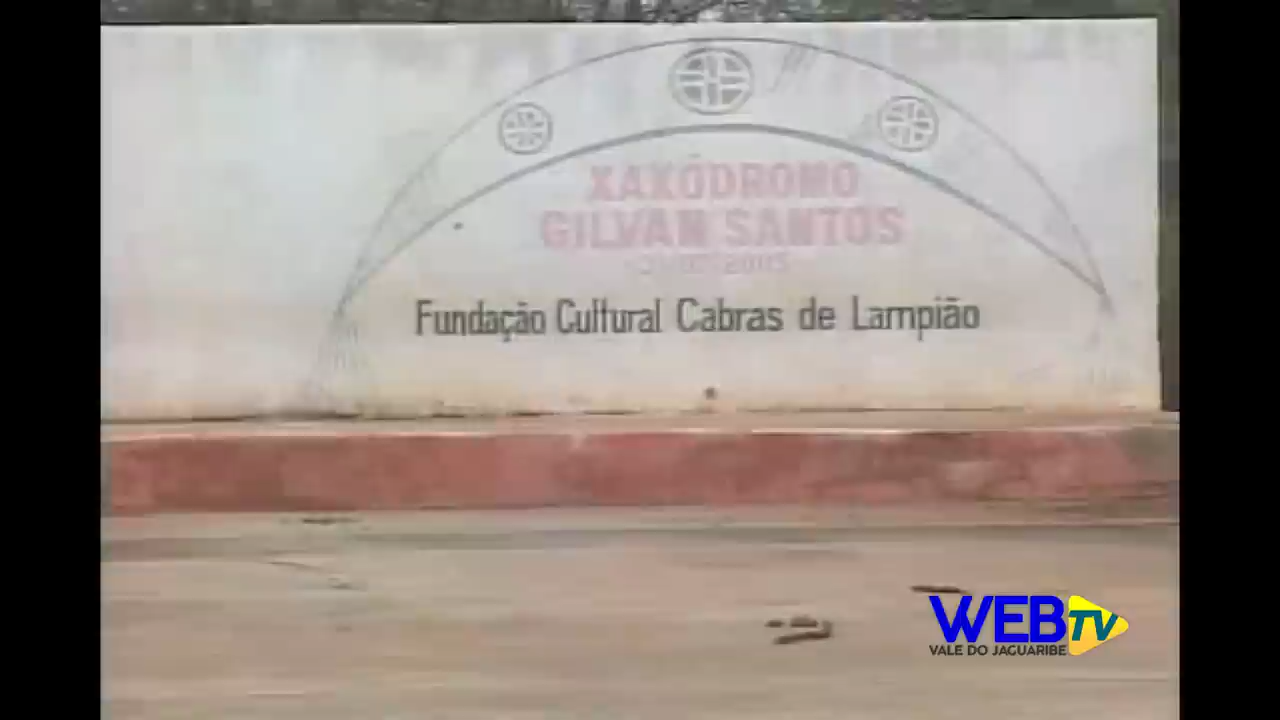 XAXÓDROMO
GILVAN SANTOS
Fundação Cultural Cabras de Lampião
WEBTV
VALE DO JAGUARIBE